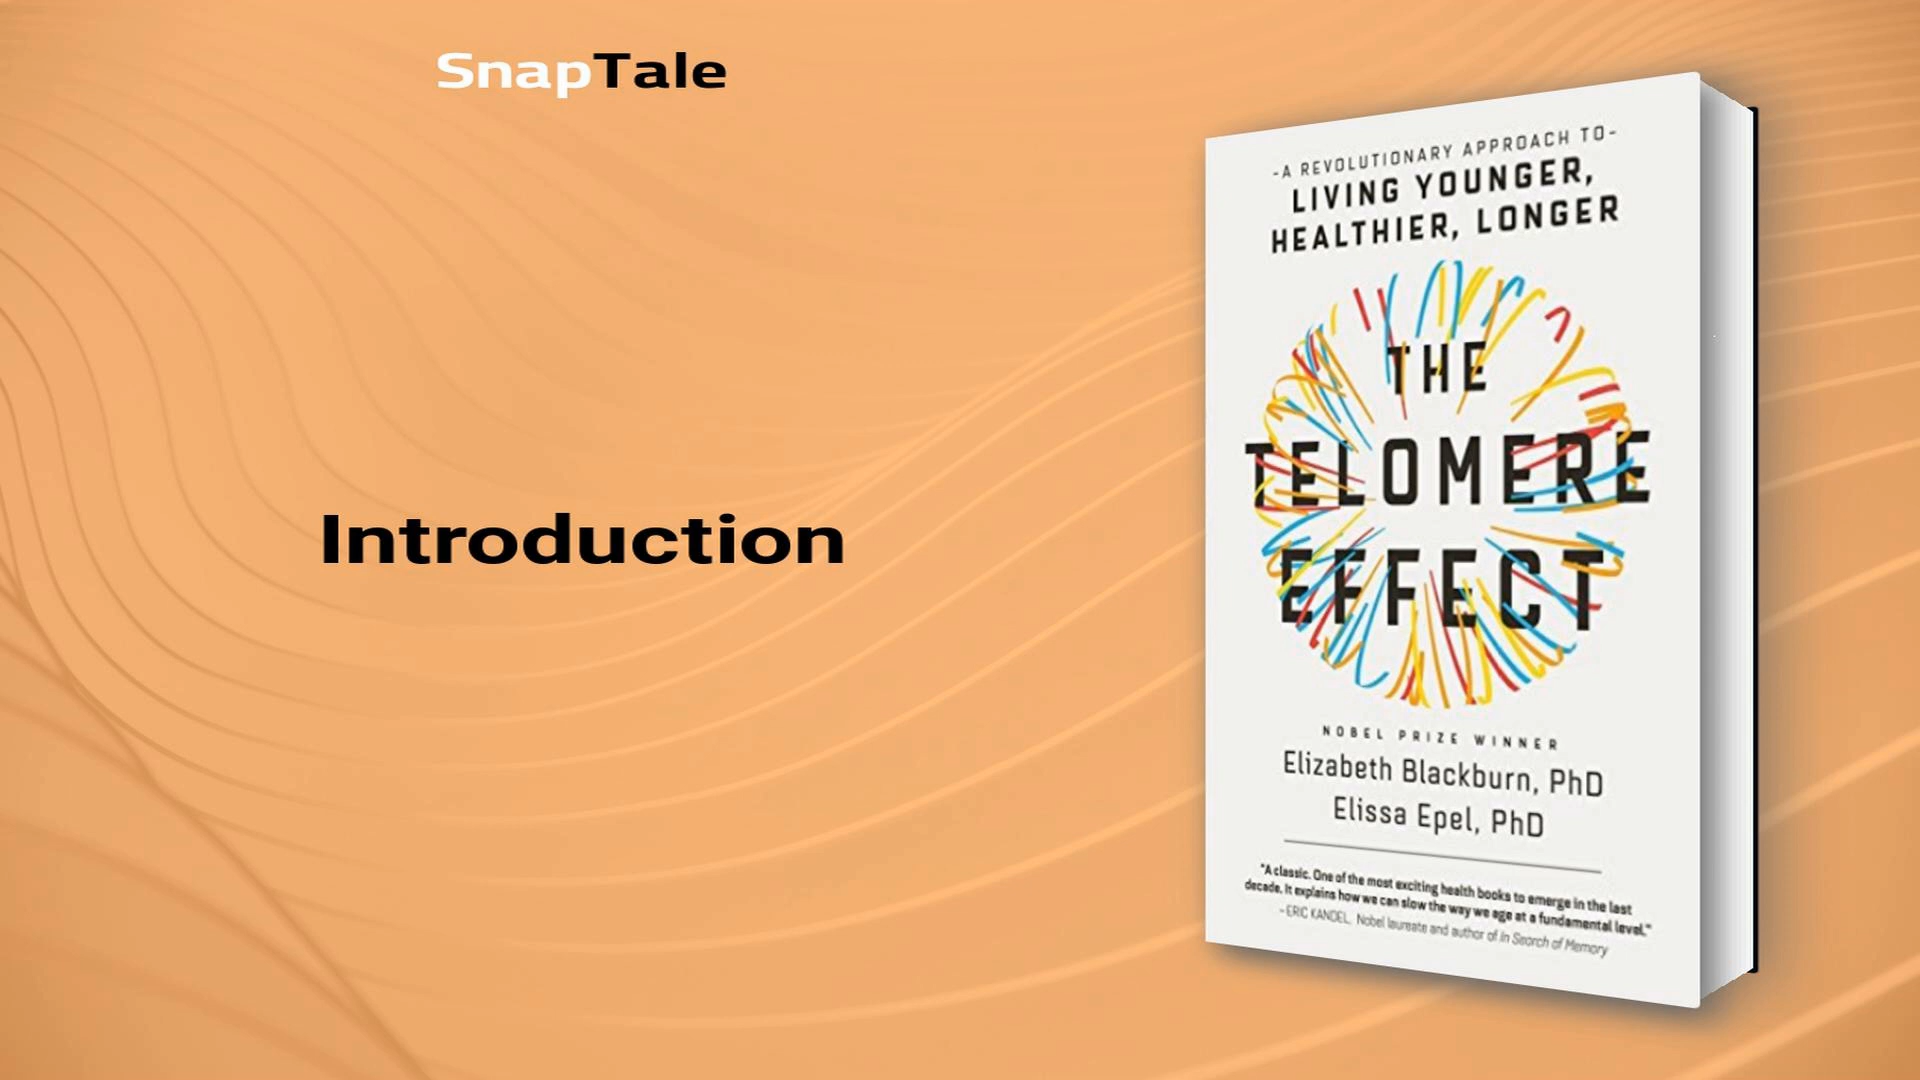 SnapTale
Introduction
-A REVOLUTIONARY APPROACH TO-
LIVING YOUNGER,
HEALTHIER, LONGER
THE
TELOMERE
EFFECT
NOBEL PRIZE WINNER
Elizabeth Blackburn, PhD
Elissa Epel, PhD
"A classic. One of the most exciting health books to emerge in the last
decade. It explains how we can slow the way we age at a fundamental level."
-ERIC KANDEL, Nobel laureate and author of In Search of Memory